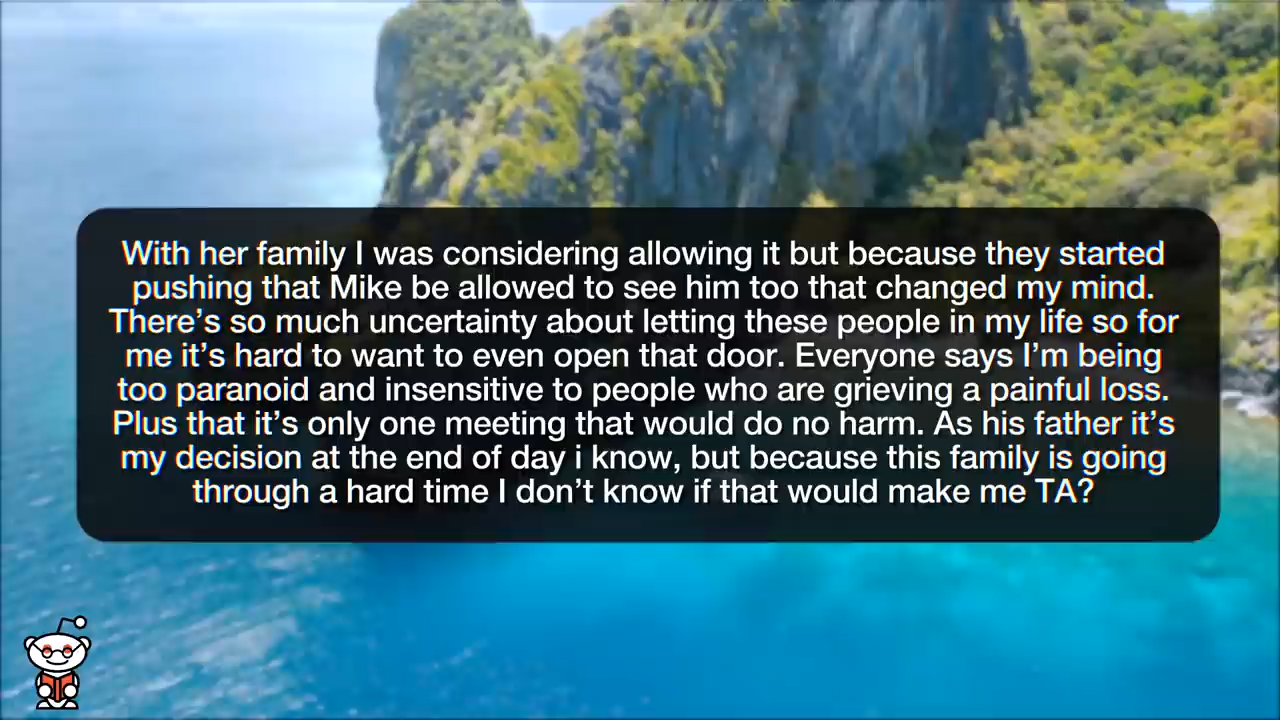 With her family I was considering allowing it but because they started
pushing that Mike be allowed to see him too that changed my mind.
There's so much uncertainty about letting these people in my life so for
me it's hard to want to even open that door. Everyone says I'm being
too paranoid and insensitive to people who are grieving a painful loss.
Plus that it's only one meeting that would do no harm. As his father it's
my decision at the end of day i know, but because this family is going
through a hard time I don't know if that would make me TA?